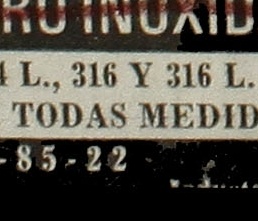 RO INOXID
4 L., 316 Y 316 L.
TODAS MEDID
-85-22